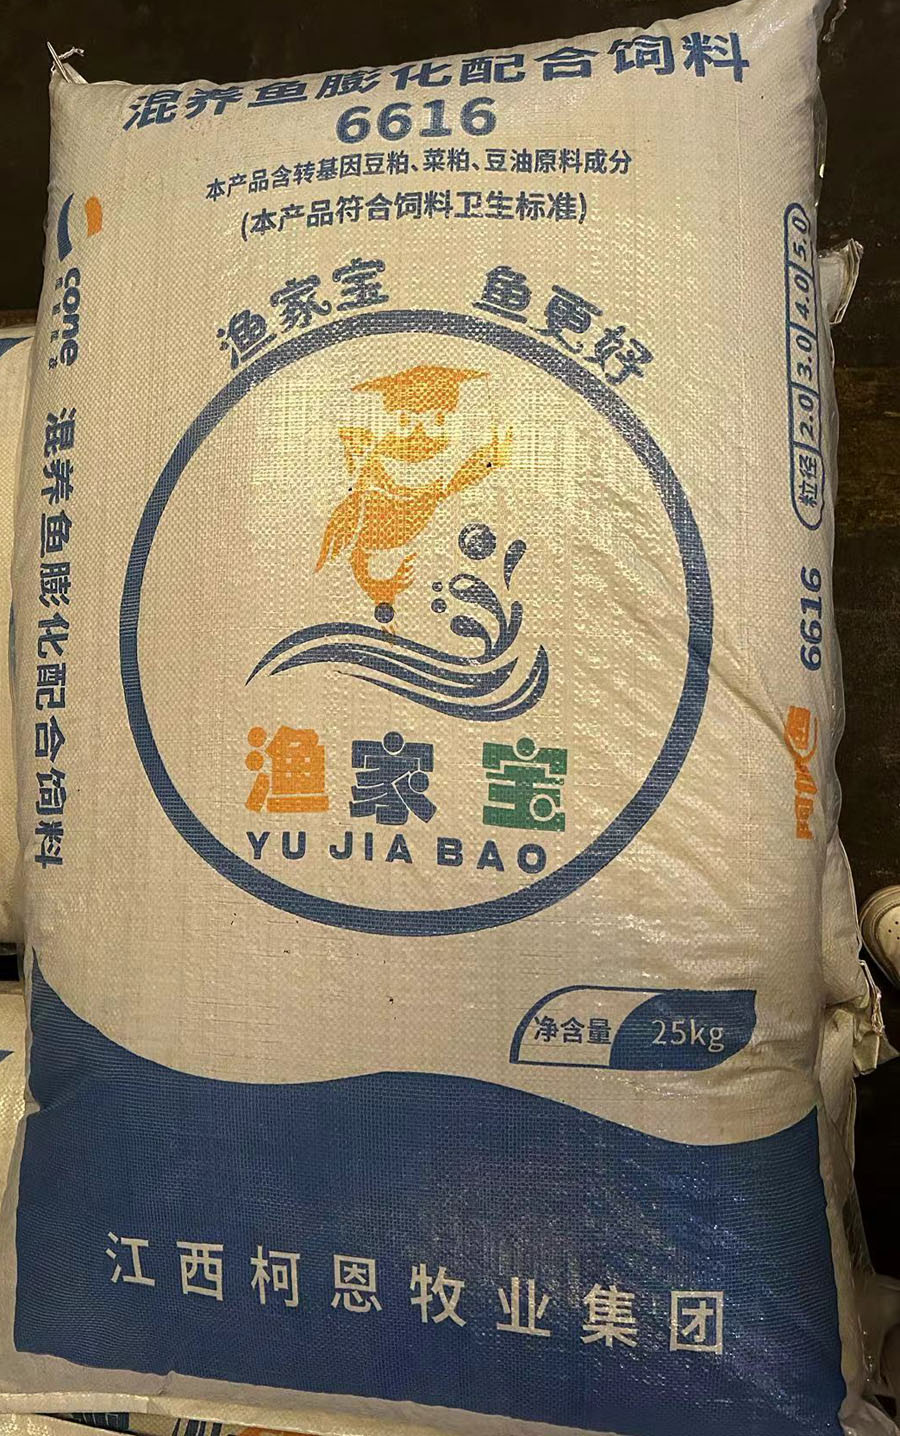 混养鱼膨化配合饲料
6616
本产品含转基因豆粕、菜粕、豆油原料成分
(本产品符合饲料卫生标准)
渔家宝 鱼更好
渔家宝
YU JIA BAO
净含量 25kg
江西柯恩牧业集团
come
混养鱼膨化配合饲料
粒径 2.0 3.0 4.0 5.0
6616